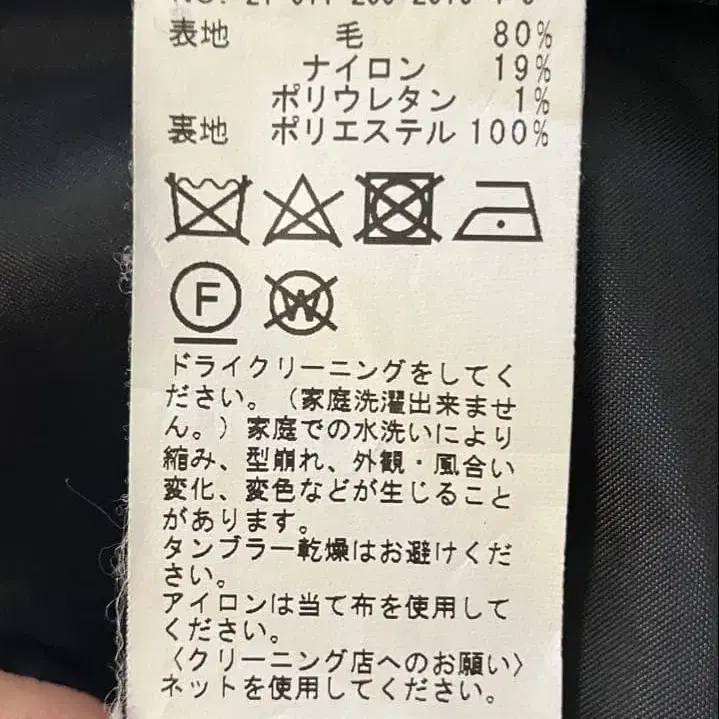 表地 毛 80%
ナイロン 19%
ポリウレタン 1%
裏地 ポリエステル 100%
F W
ドライクリーニングをしてく
ださい。（家庭洗濯出来ませ
ん。）家庭での水洗いにより
縮み、型崩れ、外観・風合い
変化、変色などが生じること
があります。
タンブラー乾燥はお避けくだ
さい。
アイロンは当て布を使用して
ください。
〈クリーニング店へのお願い〉
ネットを使用してください。